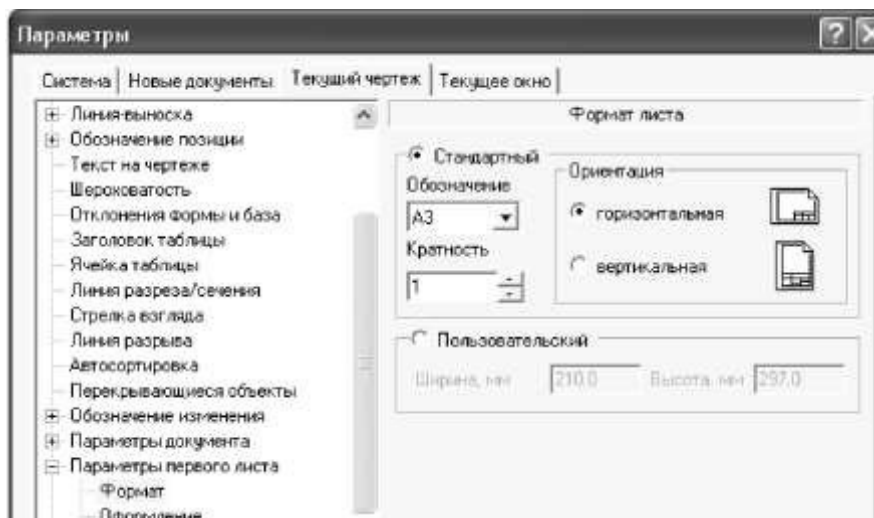 Параметры
Система Новые документы Текущий чертеж Текущее окно
Линия-выноска
Обозначение позиции
Текст на чертеже
Шероховатость
Отклонения формы и база
Заголовок таблицы
Ячейка таблицы
Линия разреза/сечения
Стрелка взгляда
Линия разрыва
Автосортировка
Перекрывающиеся объекты
Обозначение изменения
Параметры документа
Параметры первого листа
Формат
Оформление
Формат листа
Стандартный
Обозначение
А3
Кратность
1
Ориентация
горизонтальная
вертикальная
Пользовательский
Ширина, мм 210.0 Высота, мм 297.0